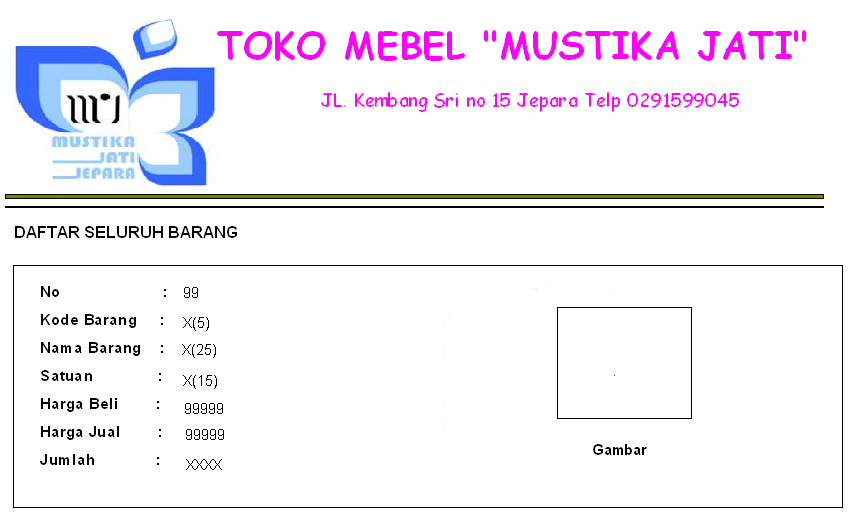 TOKO MEBEL "MUSTIKA JATI"
JL. Kembang Sri no 15 Jepara Telp 0291599045
MJ
MUSTIKA
JATI
JEPARA
DAFTAR SELURUH BARANG
No : 99
Kode Barang : X(5)
Nama Barang : X(25)
Satuan : X(15)
Harga Beli : 99999
Harga Jual : 99999
Jumlah : XXXX
Gambar